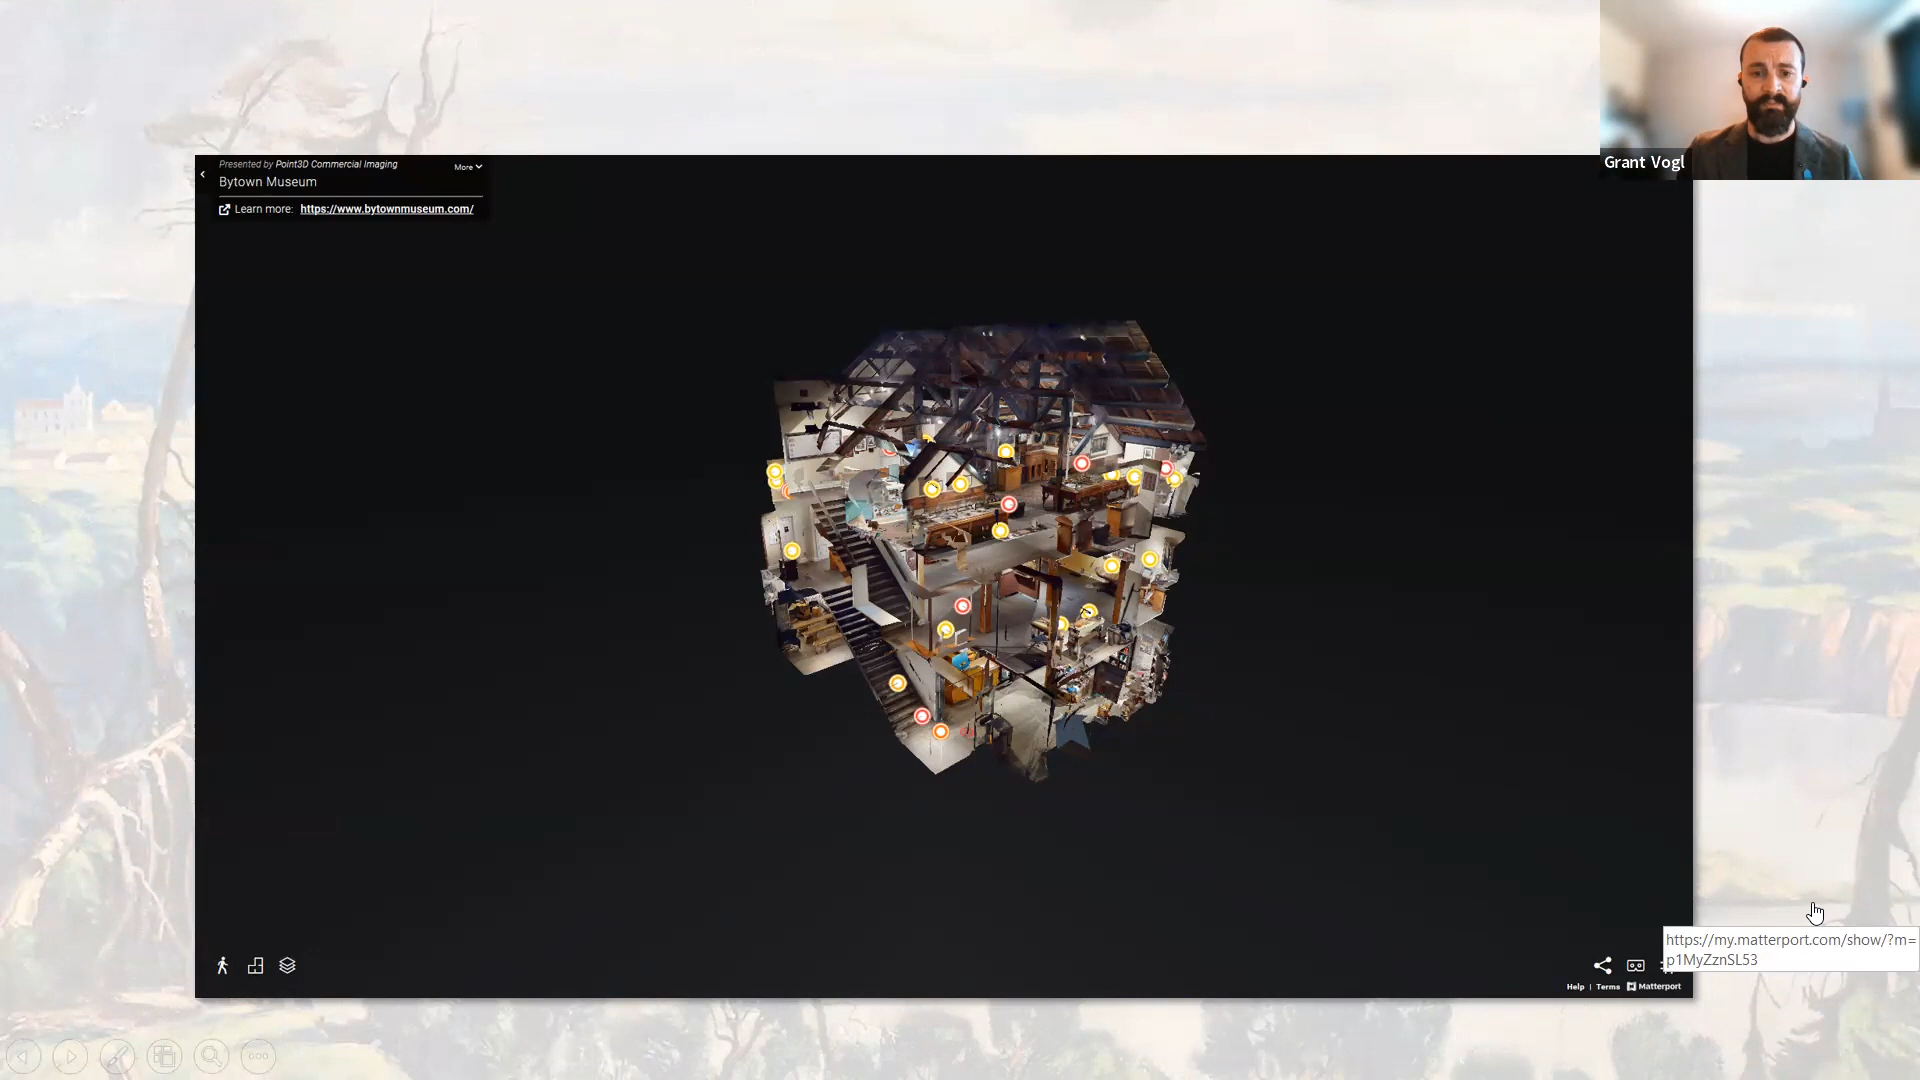 Grant Vogl
Presented by Point3D Commercial Imaging
More
Bytown Museum
Learn more: https://www.bytownmuseum.com/
https://my.matterport.com/show/?m=
p1MyZznSL53
Help | Terms Matterport